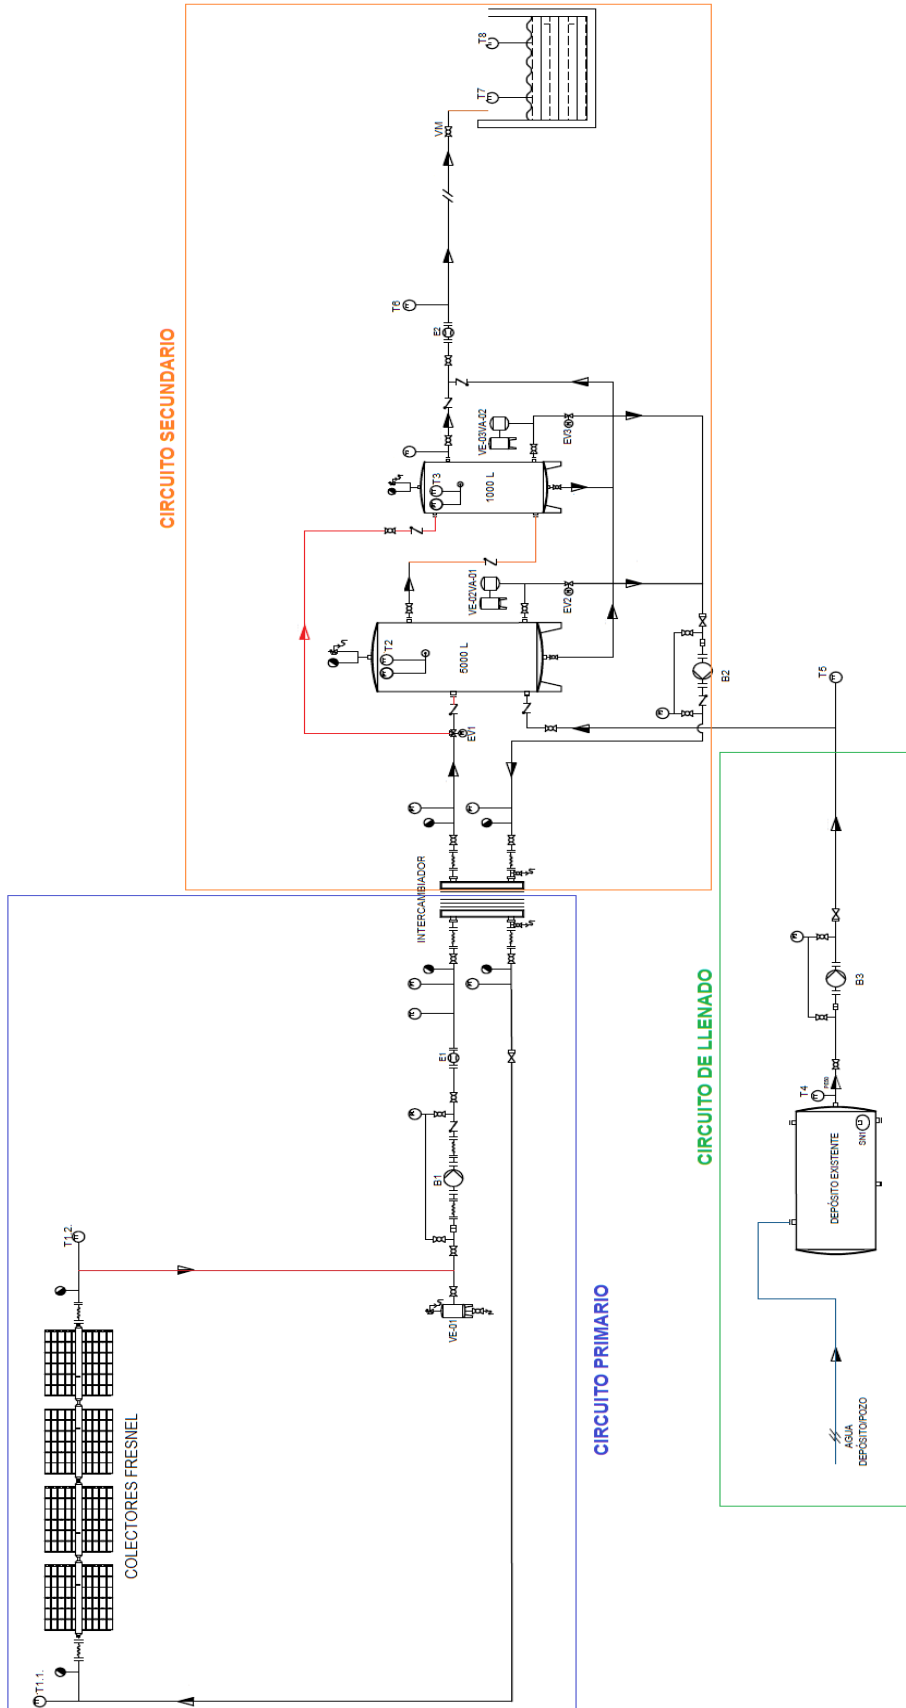 CIRCUITO PRIMARIO
T1.1.
COLECTORES FRESNEL
T1.2.
VE-01
B1
E1
INTERCAMBIADOR
CIRCUITO SECUNDARIO
EV1
T2
5000 L
VE-02
VA-01
EV2
T3
1000 L
VE-03
VA-02
EV3
B2
E2
T6
VM
T7
T8
CIRCUITO DE LLENADO
AGUA
DEPÓSITO/POZO
DEPÓSITO EXISTENTE
SN1
T4
B3
T5